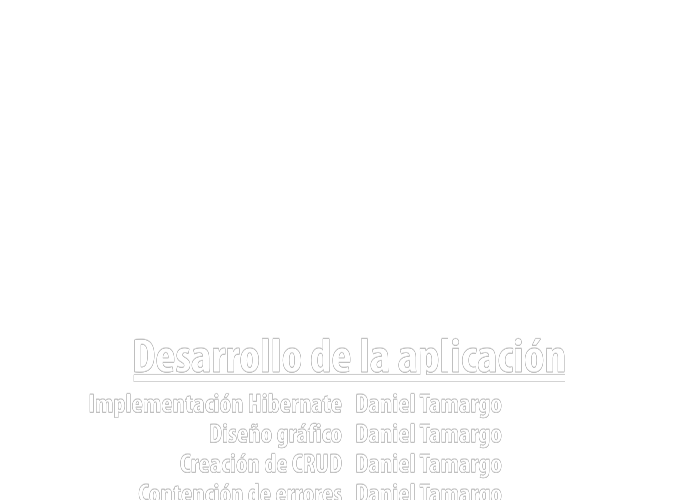 Desarrollo de la aplicación
Implementación Hibernate Daniel Tamargo
Diseño gráfico Daniel Tamargo
Creación de CRUD Daniel Tamargo
Contención de errores Daniel Tamargo